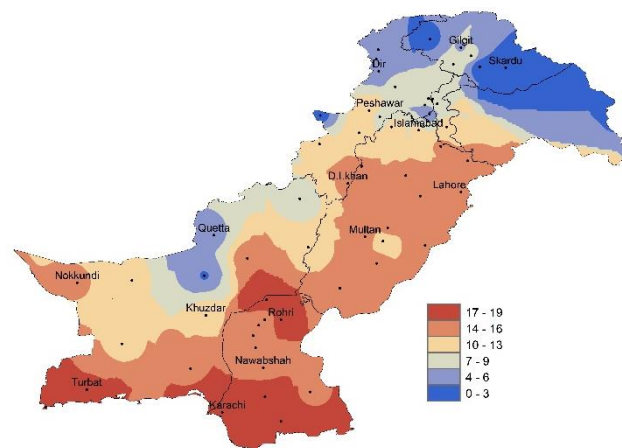 Gilgit
Dir
Skardu
Peshawar
Islamabad
D.I.khan
Lahore
Quetta
Multan
Nokkundi
Khuzdar
Rohri
Nawabshah
Turbat
Karachi
17 - 19
14 - 16
10 - 13
7 - 9
4 - 6
0 - 3